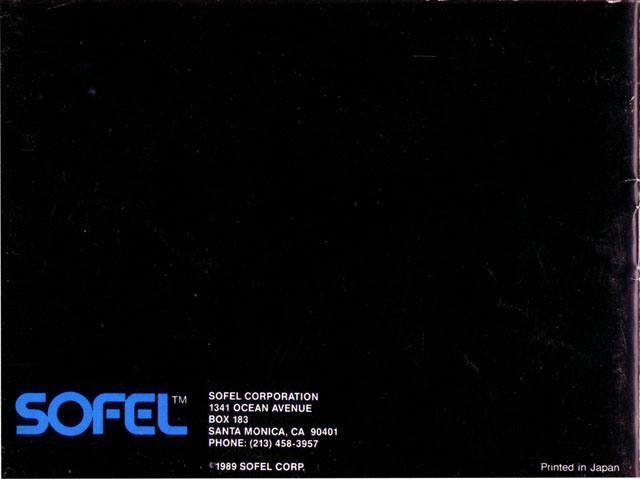 SOFEL™
SOFEL CORPORATION
1341 OCEAN AVENUE
BOX 183
SANTA MONICA, CA 90401
PHONE: (213) 458-3957
©1989 SOFEL CORP.
Printed in Japan